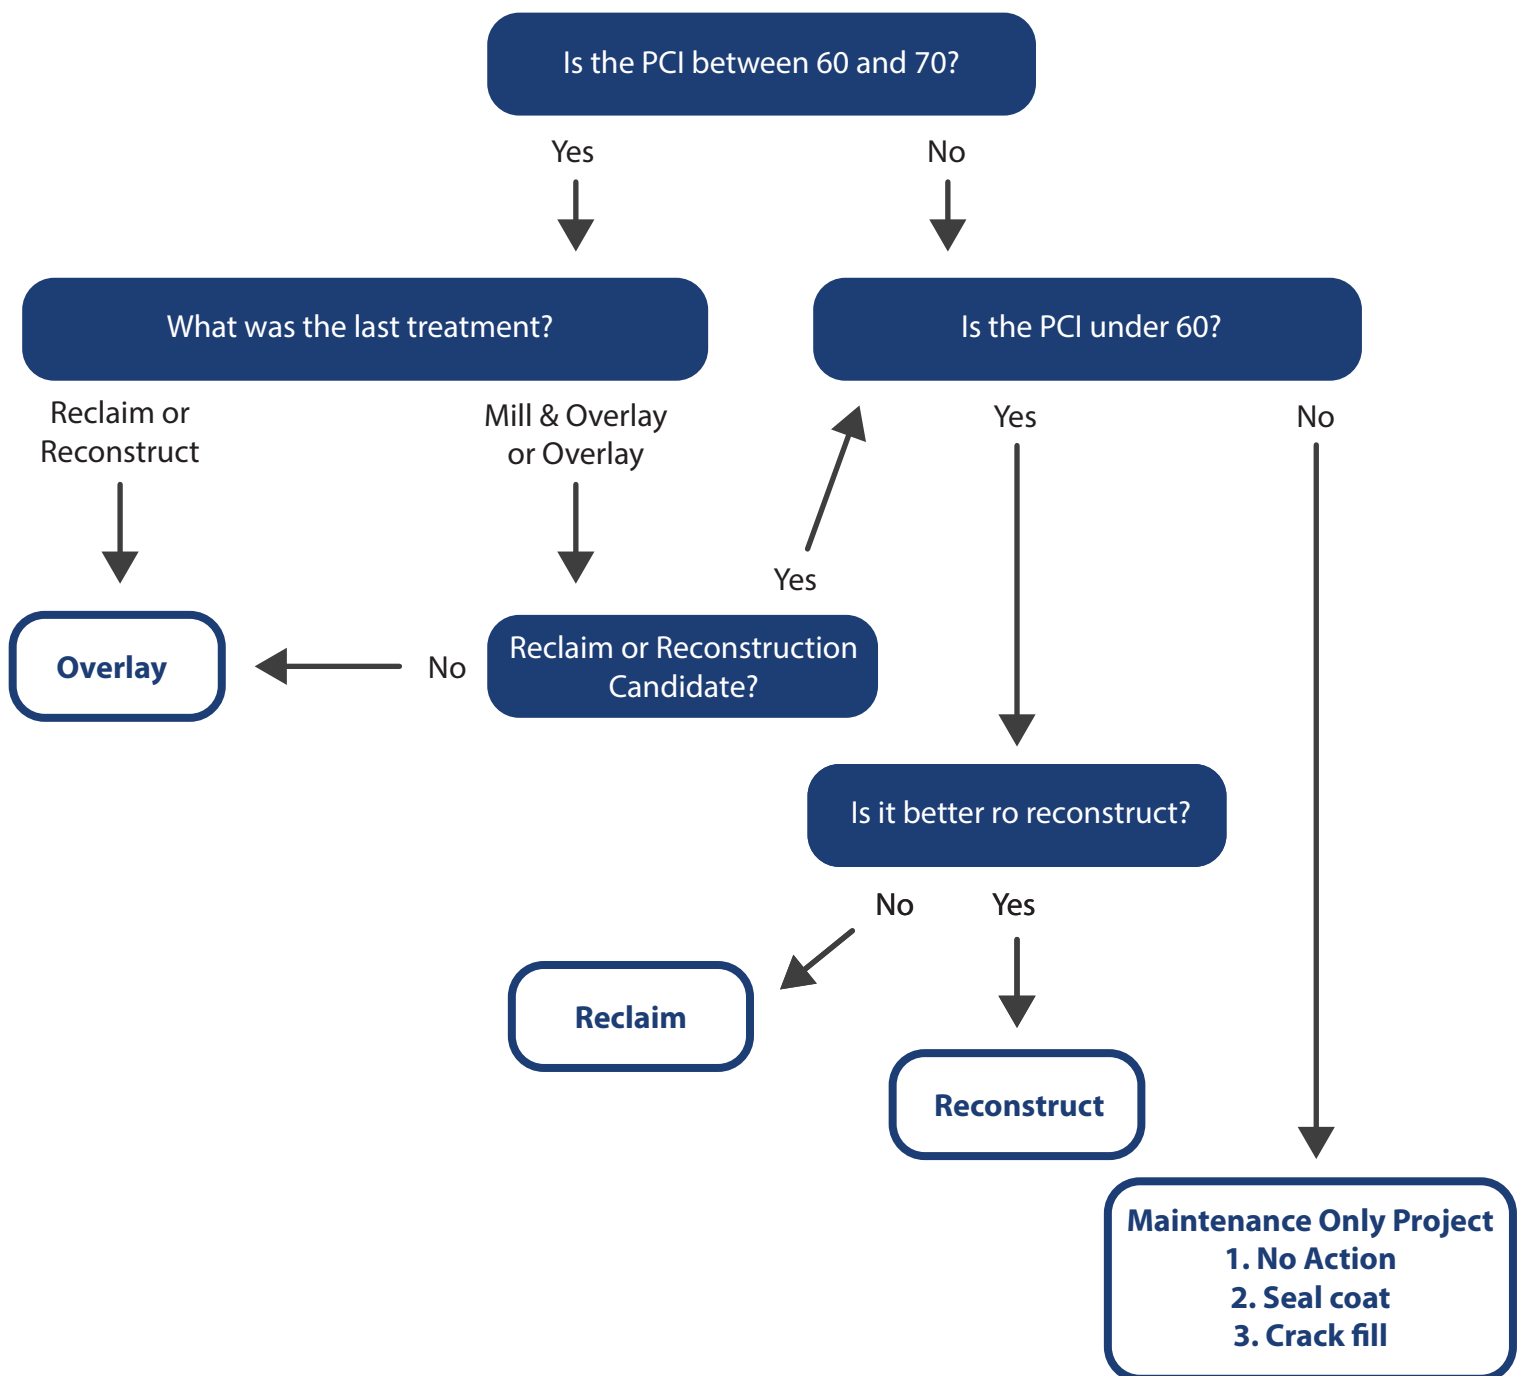 Is the PCI between 60 and 70?
Yes
No
What was the last treatment?
Is the PCI under 60?
Reclaim or
Reconstruct
Mill & Overlay
or Overlay
Yes
No
Yes
Overlay
No
Reclaim or Reconstruction
Candidate?
Is it better ro reconstruct?
No
Yes
Reclaim
Reconstruct
Maintenance Only Project
1. No Action
2. Seal coat
3. Crack fill